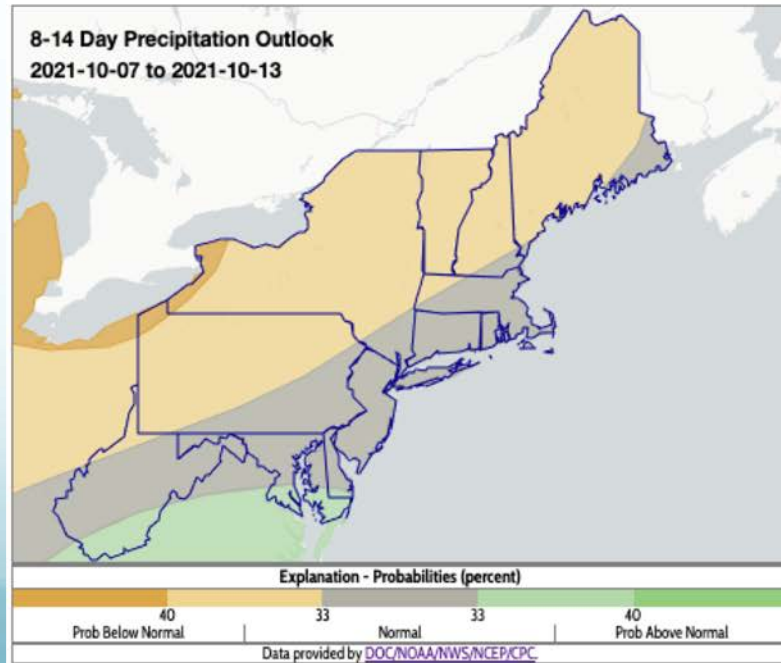 8-14 Day Precipitation Outlook
2021-10-07 to 2021-10-13
Explanation - Probabilities (percent)
40 33 33 40
Prob Below Normal | Normal | Prob Above Normal
Data provided by DOC/NOAA/NWS/NCEP/CPC.